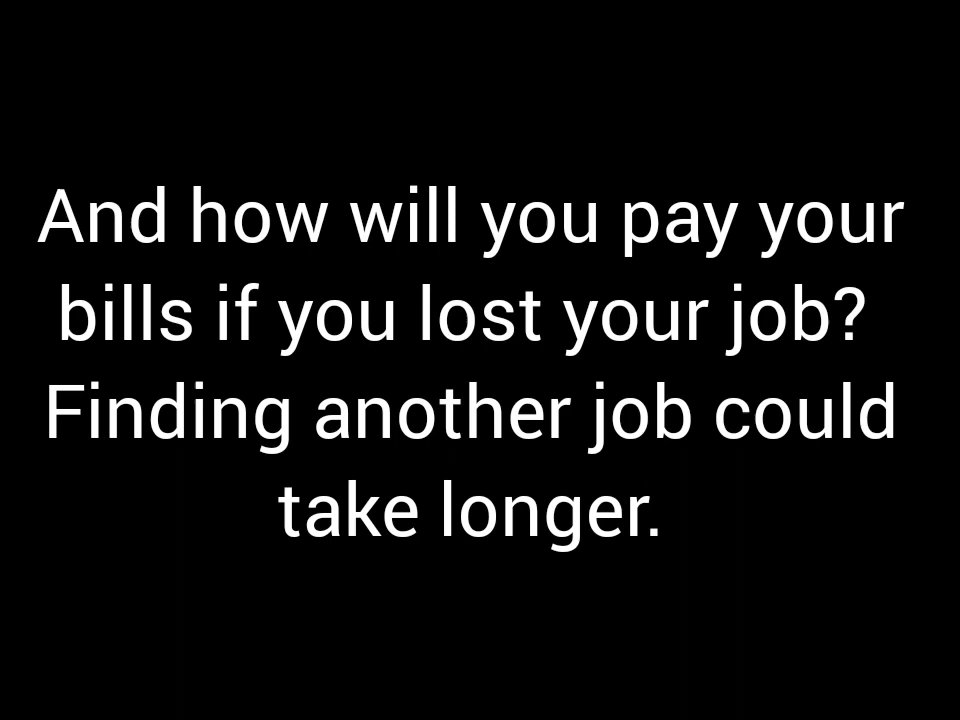 And how will you pay your
bills if you lost your job?
Finding another job could
take longer.